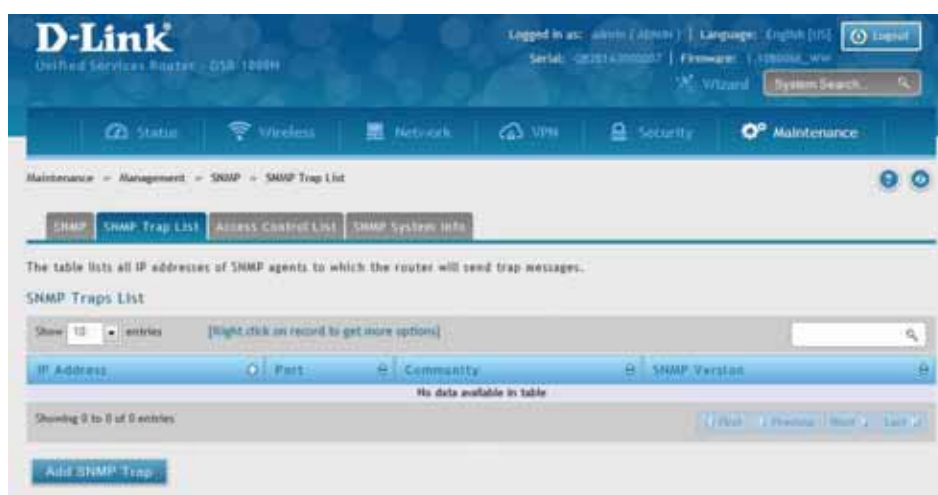 D-Link
Unified Services Router - DSR-1000N
Logged in as: admin ( ADMIN ) | Language: English [US]
Logout
Serial: | Firmware:
Wizard
System Search...
Status
Wireless
Network
VPN
Security
Maintenance
Maintenance » Management » SNMP » SNMP Trap List
SNMP
SNMP Trap List
Access Control List
SNMP System Info
The table lists all IP addresses of SNMP agents to which the router will send trap messages.
SNMP Traps List
Show 10 entries
[Right click on record to get more options]
IP Address
Port
Community
SNMP Version
No data available in table
Showing 0 to 0 of 0 entries
First
Previous
Next
Last
Add SNMP Trap